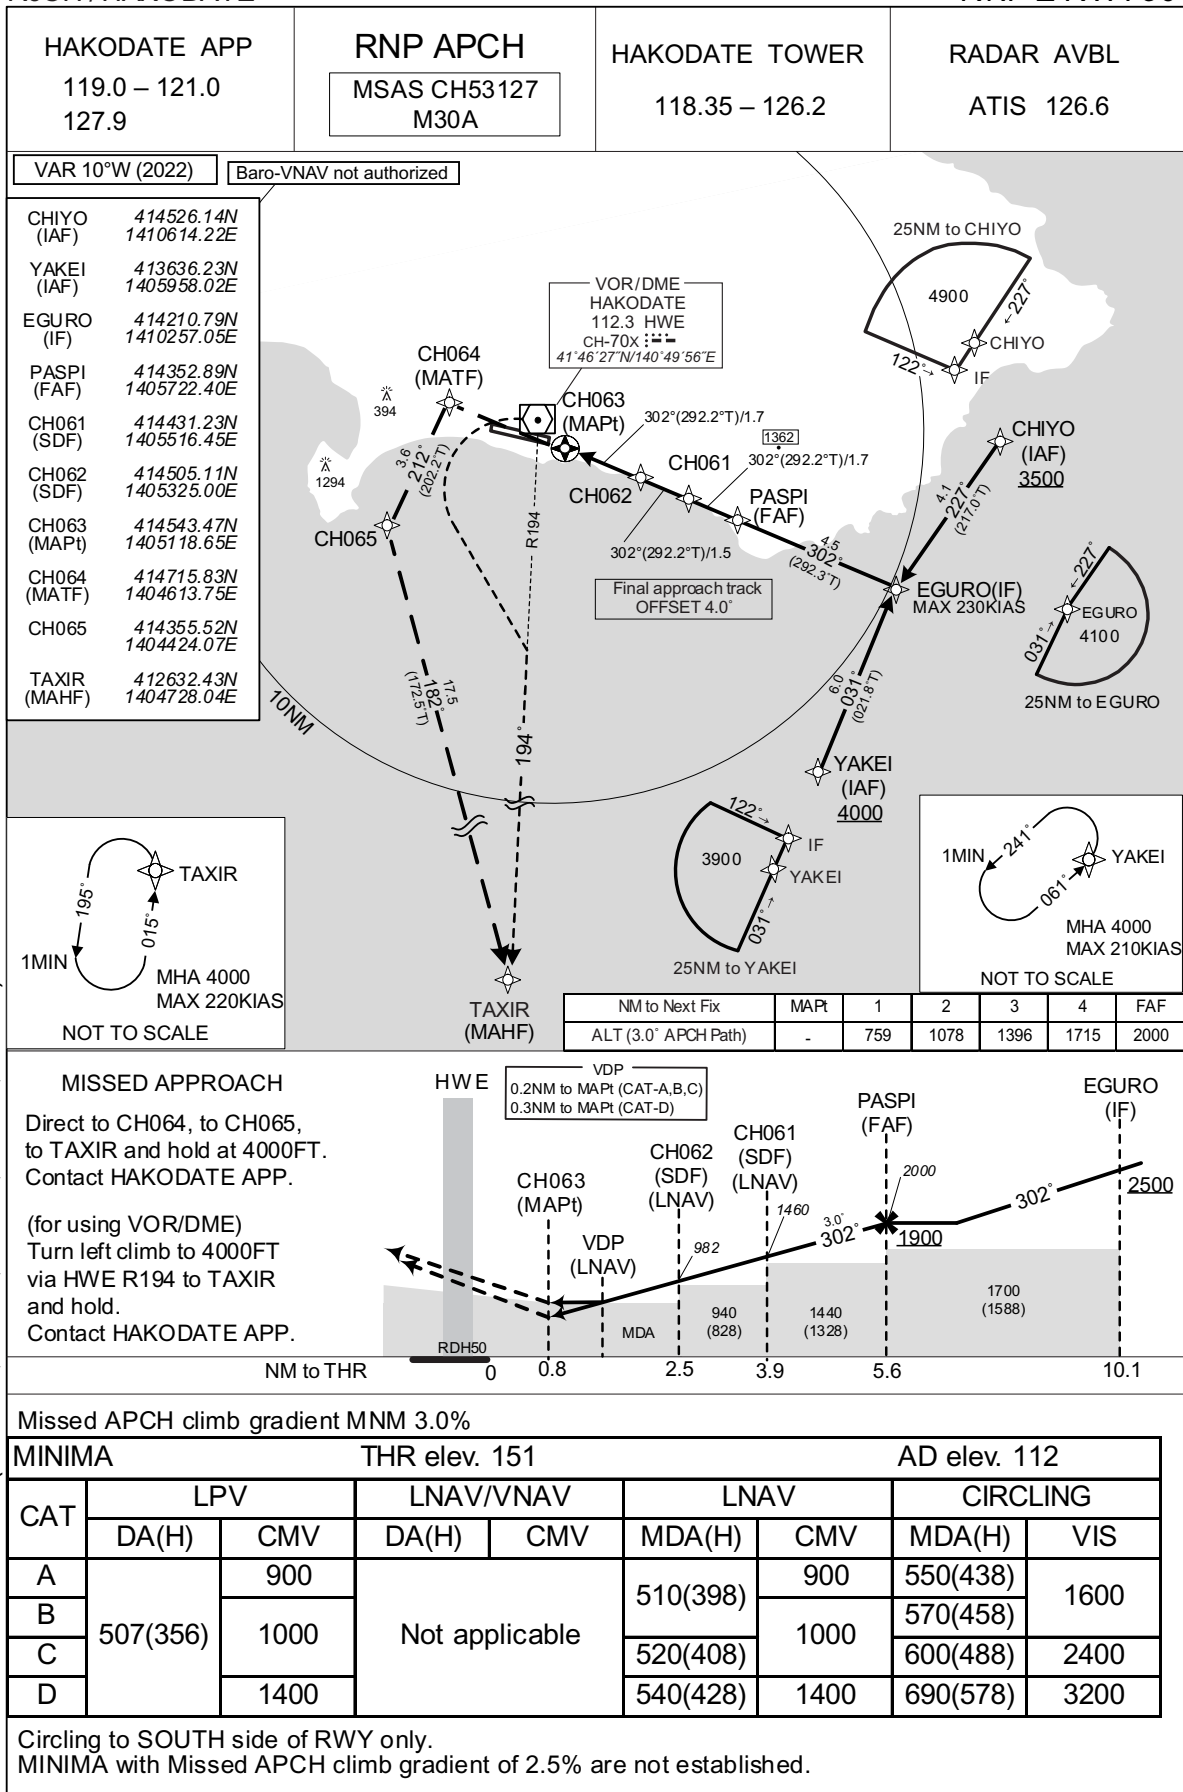 HAKODATE APP
119.0 – 121.0
127.9
RNP APCH
MSAS CH53127
M30A
HAKODATE TOWER
118.35 – 126.2
RADAR AVBL
ATIS 126.6
VAR 10°W (2022)
Baro-VNAV not authorized
CHIYO 414526.14N
(IAF) 1410614.22E
YAKEI 413636.23N
(IAF) 1405958.02E
EGURO 414210.79N
(IF) 1410257.05E
PASPI 414352.89N
(FAF) 1405722.40E
CH061 414431.23N
(SDF) 1405516.45E
CH062 414505.11N
(SDF) 1405325.00E
CH063 414543.47N
(MAPt) 1405118.65E
CH064 414715.83N
(MATF) 1404613.75E
CH065 414355.52N
1404424.07E
TAXIR 412632.43N
(MAHF) 1404728.04E
VOR/DME
HAKODATE
112.3 HWE
CH-70X
41°46′27″N/140°49′56″E
25NM to CHIYO
4900
←227°
122°→
CHIYO
IF
CH064
(MATF)
394
1294
CH063
(MAPt)
302°(292.2°T)/1.7
1362
302°(292.2°T)/1.7
CH061
CH062
PASPI
(FAF)
302°(292.2°T)/1.5
CHIYO
(IAF)
3500
4.1
227°
(217.0°T)
3.6
212°
(202.2°T)
CH065
R194
4.5
302°
(292.3°T)
Final approach track
OFFSET 4.0°
EGURO(IF)
MAX 230KIAS
←227°
EGURO
4100
031°→
25NM to EGURO
6.0
031°
(021.8°T)
17.5
182°
(172.5°T)
10NM
194°
YAKEI
(IAF)
4000
122°→
IF
3900
YAKEI
031°→
25NM to YAKEI
TAXIR
195°
015°
1MIN
MHA 4000
MAX 220KIAS
NOT TO SCALE
TAXIR
(MAHF)
241°
1MIN
YAKEI
061°
MHA 4000
MAX 210KIAS
NOT TO SCALE
NM to Next Fix MAPt 1 2 3 4 FAF
ALT (3.0° APCH Path) - 759 1078 1396 1715 2000
MISSED APPROACH
Direct to CH064, to CH065,
to TAXIR and hold at 4000FT.
Contact HAKODATE APP.
(for using VOR/DME)
Turn left climb to 4000FT
via HWE R194 to TAXIR
and hold.
Contact HAKODATE APP.
HWE
VDP
0.2NM to MAPt (CAT-A,B,C)
0.3NM to MAPt (CAT-D)
CH063
(MAPt)
VDP
(LNAV)
CH062
(SDF)
(LNAV)
CH061
(SDF)
(LNAV)
PASPI
(FAF)
EGURO
(IF)
982
1460
3.0°
302°
2000
1900
302°
2500
MDA
940
(828)
1440
(1328)
1700
(1588)
RDH50
NM to THR 0 0.8 2.5 3.9 5.6 10.1
Missed APCH climb gradient MNM 3.0%
MINIMA THR elev. 151 AD elev. 112
CAT LPV LNAV/VNAV LNAV CIRCLING
DA(H) CMV DA(H) CMV MDA(H) CMV MDA(H) VIS
A 507(356) 900 Not applicable 510(398) 900 550(438) 1600
B 1000 1000 570(458)
C 520(408) 600(488) 2400
D 1400 540(428) 1400 690(578) 3200
Circling to SOUTH side of RWY only.
MINIMA with Missed APCH climb gradient of 2.5% are not established.